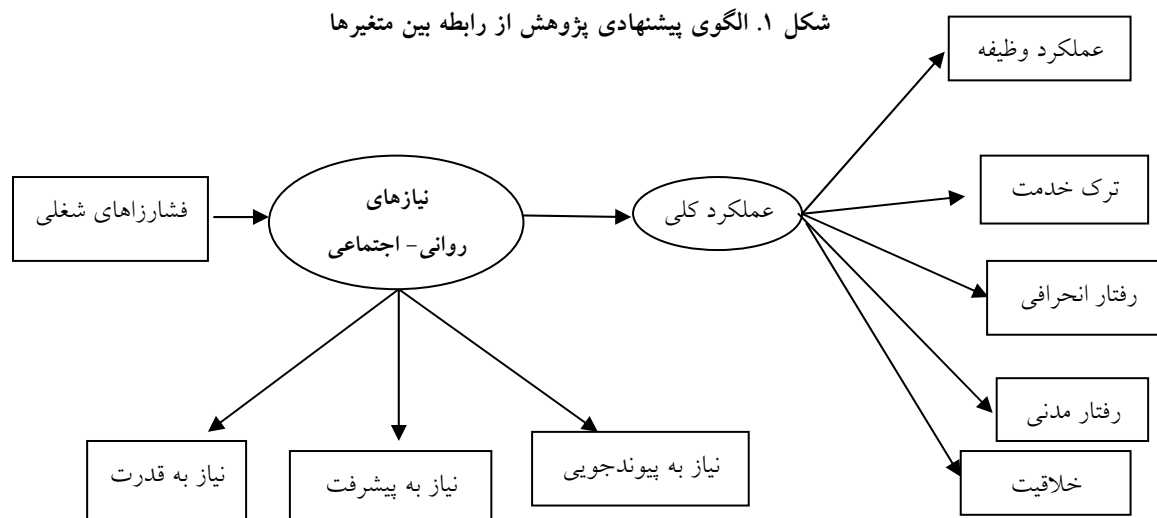 شکل ۱. الگوی پیشنهادی پژوهش از رابطه بین متغیرها
عملکرد وظیفه
ترک خدمت
فشارزاهای شغلی
نیازهای
روانی- اجتماعی
عملکرد کلی
رفتار انحرافی
رفتار مدنی
خلاقیت
نیاز به پیوندجویی
نیاز به پیشرفت
نیاز به قدرت